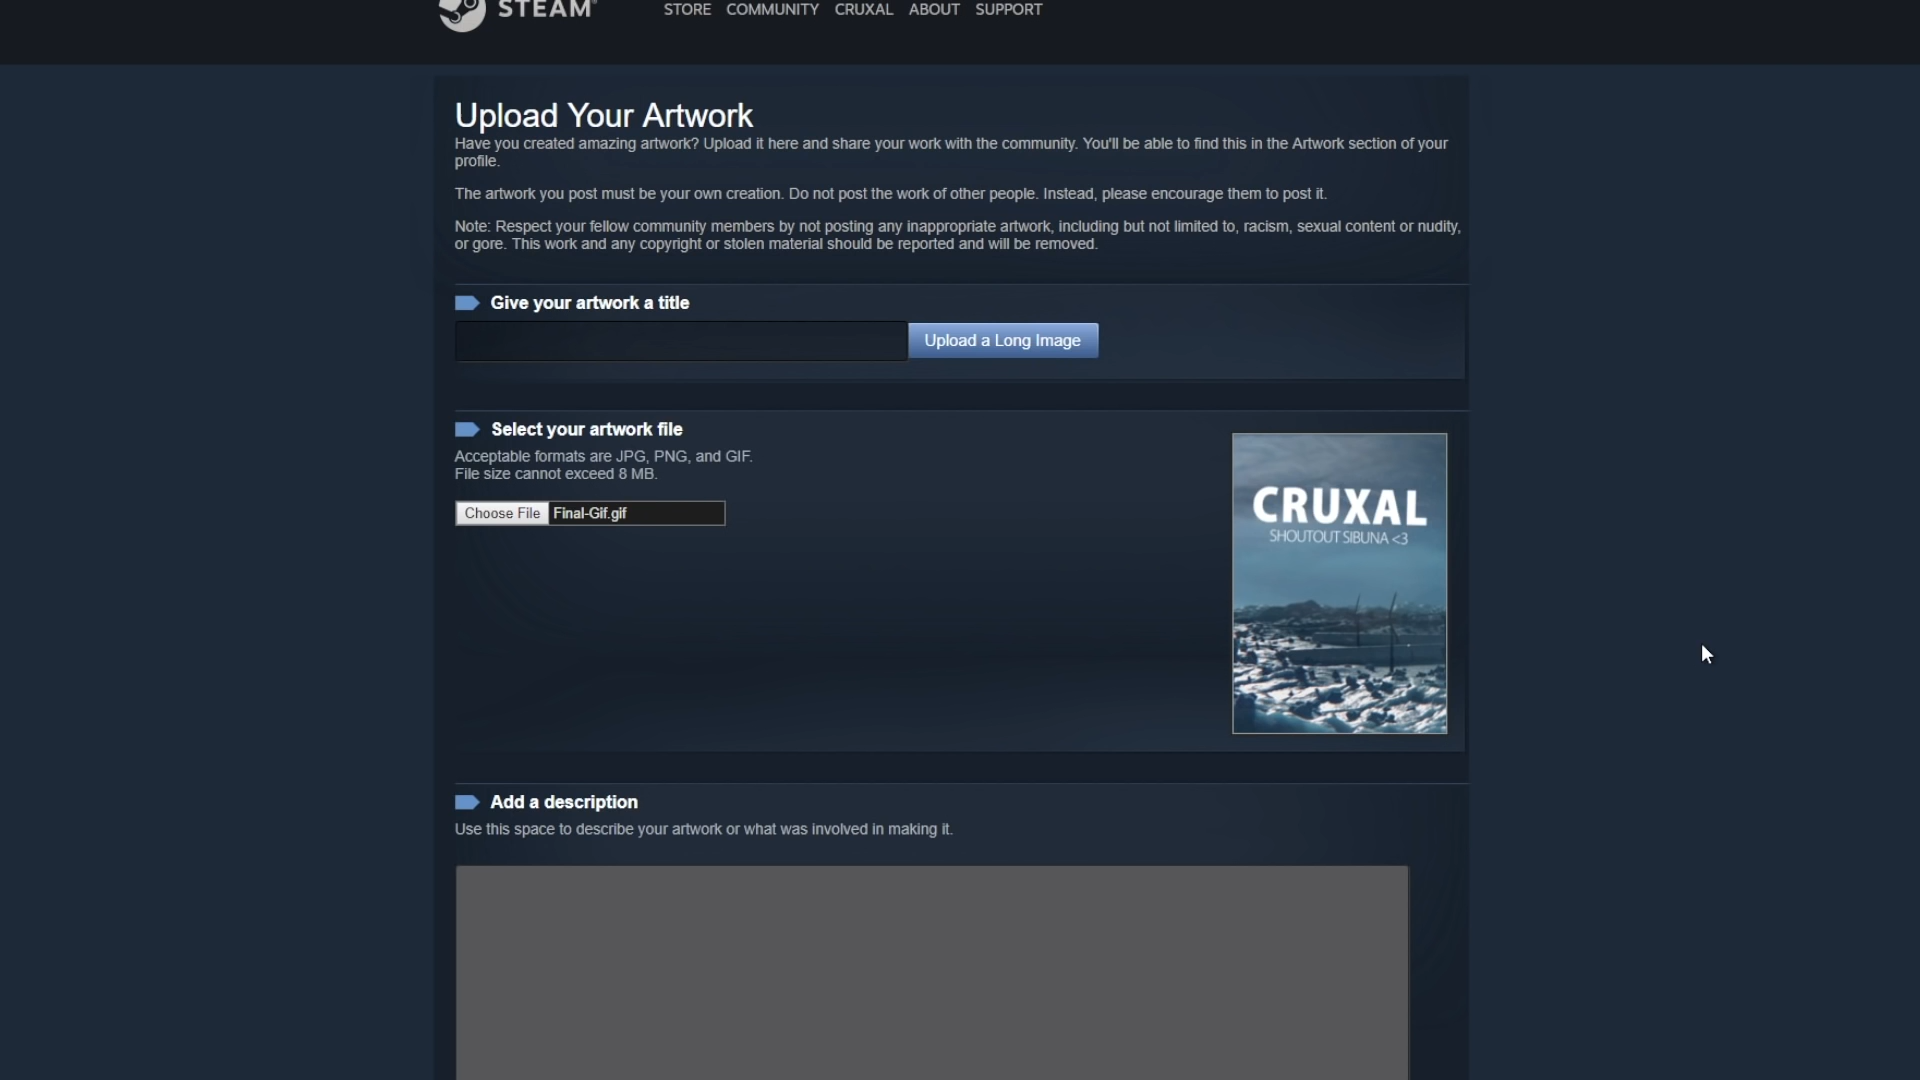 STEAM
STORE COMMUNITY CRUXAL ABOUT SUPPORT
Upload Your Artwork
Have you created amazing artwork? Upload it here and share your work with the community. You'll be able to find this in the Artwork section of your
profile.
The artwork you post must be your own creation. Do not post the work of other people. Instead, please encourage them to post it.
Note: Respect your fellow community members by not posting any inappropriate artwork, including but not limited to, racism, sexual content or nudity,
or gore. This work and any copyright or stolen material should be reported and will be removed.
Give your artwork a title
Upload a Long Image
Select your artwork file
Acceptable formats are JPG, PNG, and GIF.
File size cannot exceed 8 MB.
Choose File Final-Gif.gif
CRUXAL
SHOUTOUT SIBUNA <3
Add a description
Use this space to describe your artwork or what was involved in making it.